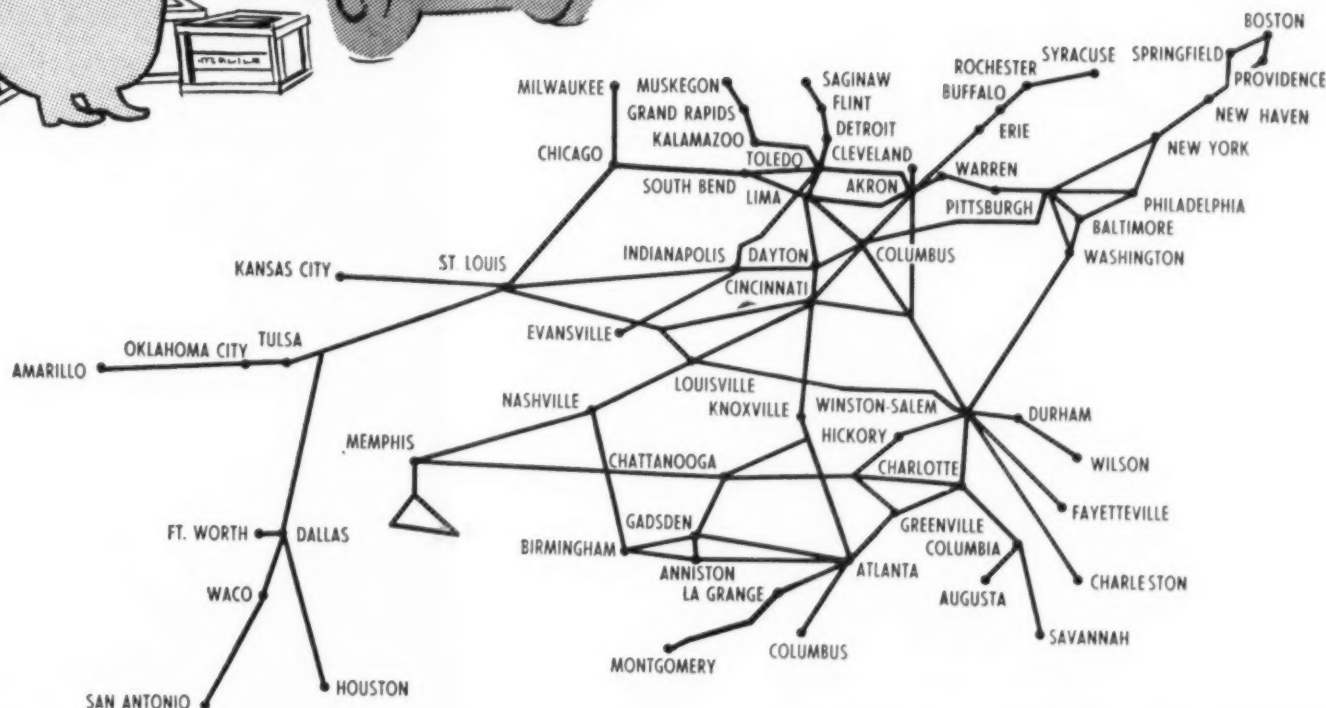 BOSTON
SYRACUSE
SPRINGFIELD
ROCHESTER
MILWAUKEE
MUSKEGON
SAGINAW
BUFFALO
PROVIDENCE
GRAND RAPIDS
FLINT
NEW HAVEN
KALAMAZOO
DETROIT
ERIE
CHICAGO
TOLEDO
CLEVELAND
WARREN
NEW YORK
SOUTH BEND
LIMA
AKRON
PITTSBURGH
PHILADELPHIA
BALTIMORE
INDIANAPOLIS
DAYTON
COLUMBUS
WASHINGTON
KANSAS CITY
ST. LOUIS
CINCINNATI
EVANSVILLE
AMARILLO
OKLAHOMA CITY
TULSA
LOUISVILLE
NASHVILLE
KNOXVILLE
WINSTON-SALEM
DURHAM
MEMPHIS
HICKORY
CHATTANOOGA
CHARLOTTE
WILSON
FT. WORTH
DALLAS
GADSDEN
GREENVILLE
FAYETTEVILLE
BIRMINGHAM
COLUMBIA
ANNISTON
ATLANTA
WACO
LA GRANGE
AUGUSTA
CHARLESTON
MONTGOMERY
COLUMBUS
SAVANNAH
HOUSTON
SAN ANTONIO